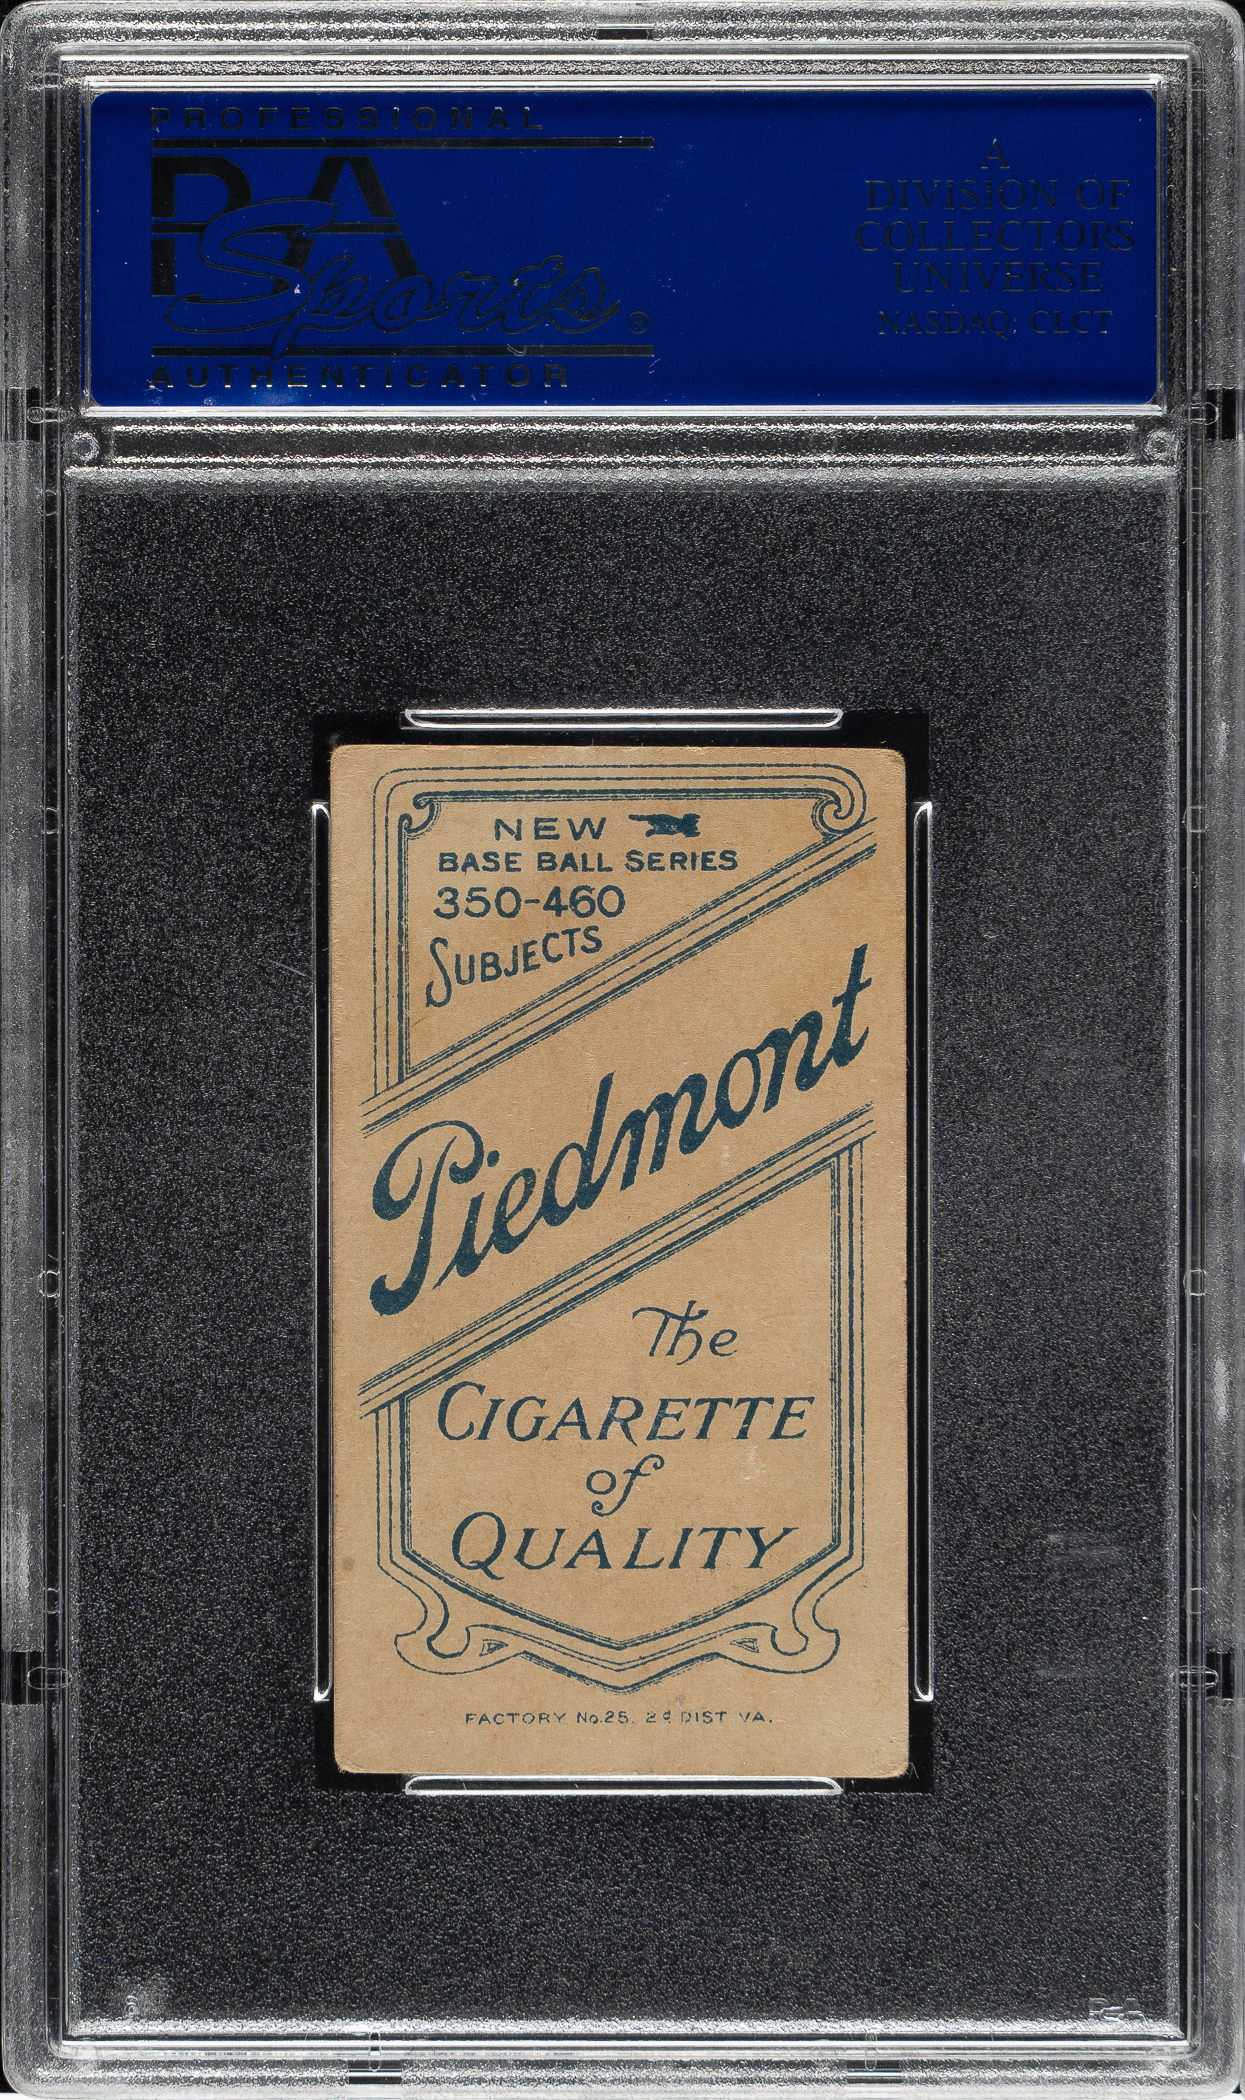 PROFESSIONAL
PSA
Sports®
AUTHENTICATOR
A
DIVISION OF
COLLECTORS
UNIVERSE
NASDAQ: CLCT
NEW
BASE BALL SERIES
350-460
SUBJECTS
Piedmont
The
CIGARETTE
of
QUALITY
FACTORY No. 25, 2d DIST VA.
PSA